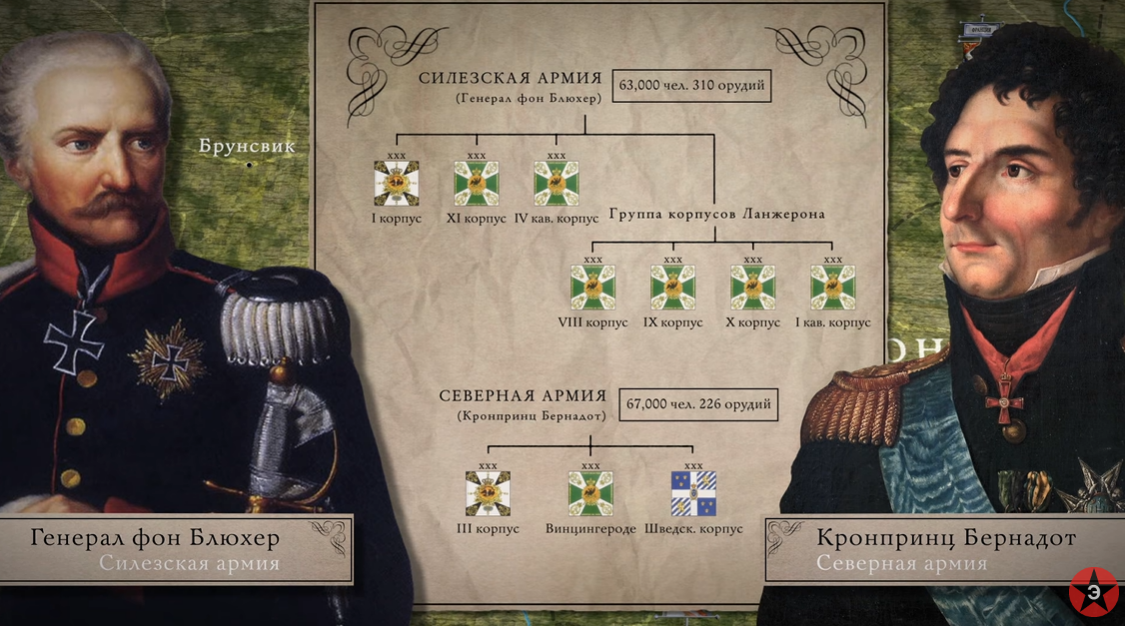 СИЛЕЗСКАЯ АРМИЯ
(Генерал фон Блюхер)
63,000 чел. 310 орудий
Брунсвик
xxx xxx xxx
I корпус XI корпус IV кав. корпус
Группа корпусов Ланжерона
xxx xxx xxx xxx
VIII корпус IX корпус X корпус I кав. корпус
ОН
СЕВЕРНАЯ АРМИЯ
(Кронпринц Бернадот)
67,000 чел. 226 орудий
xxx xxx xxx
III корпус Винцингероде Шведск. корпус
Генерал фон Блюхер
Силезская армия
Кронпринц Бернадот
Северная армия
Э